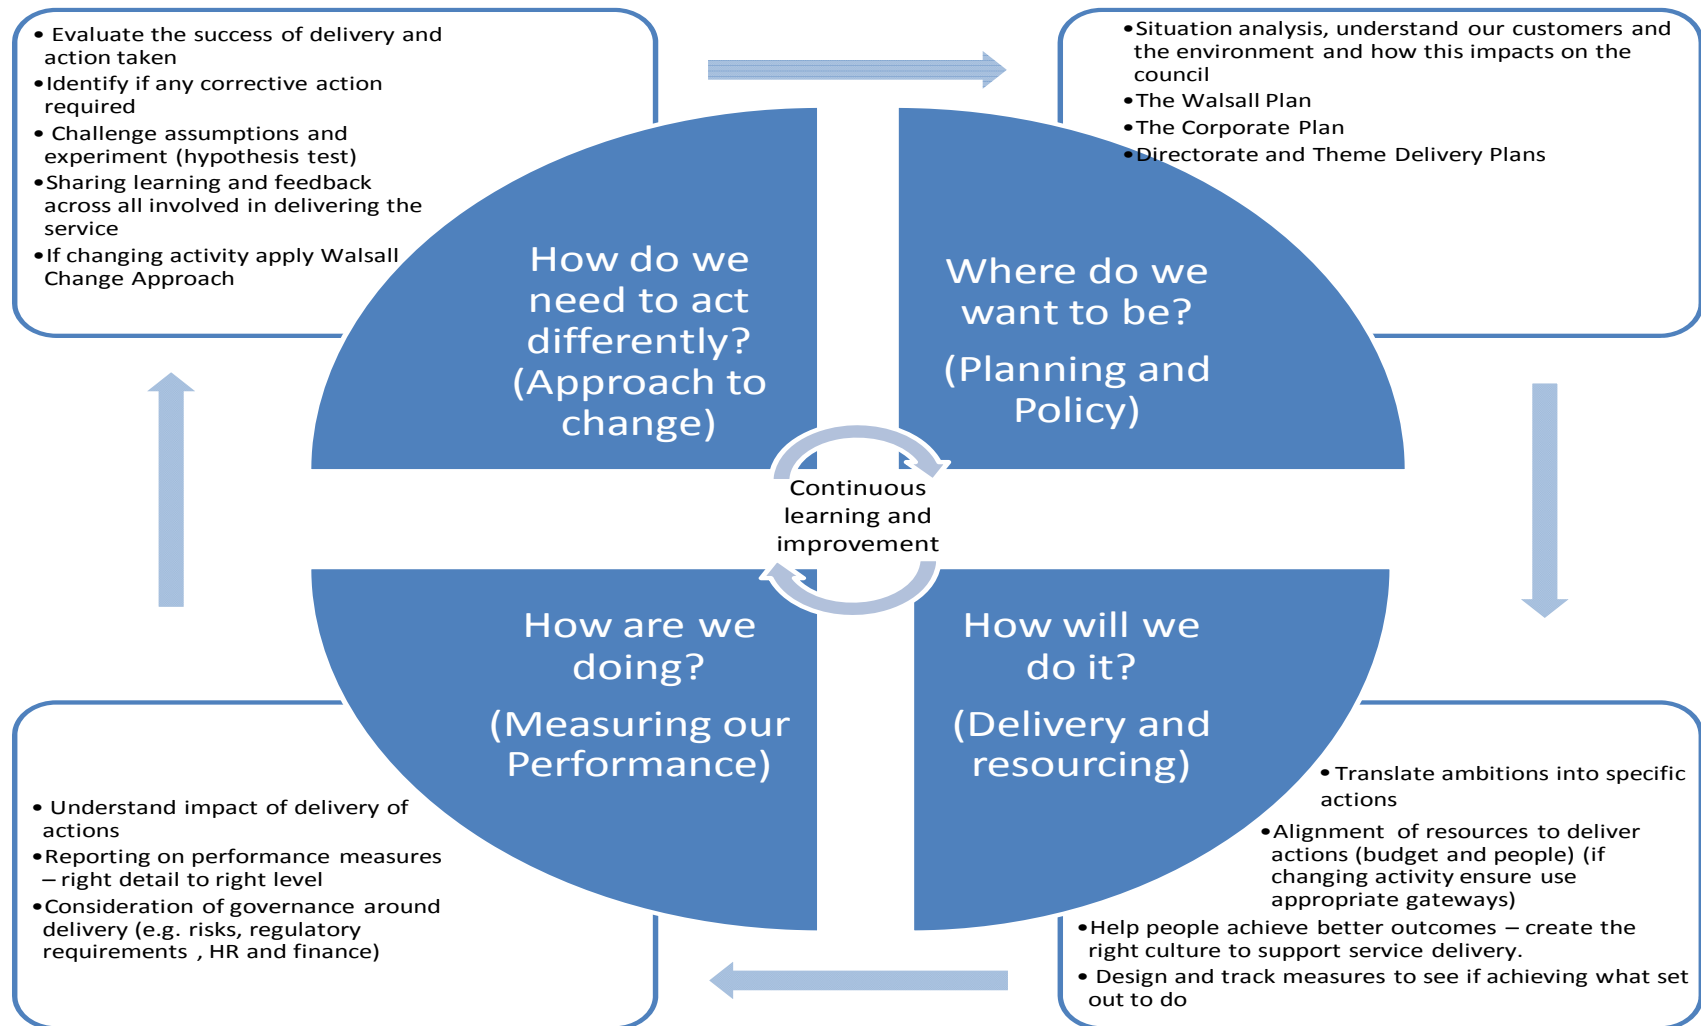 • Evaluate the success of delivery and
action taken
•Identify if any corrective action
required
• Challenge assumptions and
experiment (hypothesis test)
•Sharing learning and feedback
across all involved in delivering the
service
•If changing activity apply Walsall
Change Approach
•Situation analysis, understand our customers and
the environment and how this impacts on the
council
•The Walsall Plan
•The Corporate Plan
•Directorate and Theme Delivery Plans
How do we
need to act
differently?
(Approach to
change)
Where do we
want to be?
(Planning and
Policy)
Continuous
learning and
improvement
How are we
doing?
(Measuring our
Performance)
How will we
do it?
(Delivery and
resourcing)
• Understand impact of delivery of
actions
•Reporting on performance measures
– right detail to right level
•Consideration of governance around
delivery (e.g. risks, regulatory
requirements , HR and finance)
• Translate ambitions into specific
actions
•Alignment of resources to deliver
actions (budget and people) (if
changing activity ensure use
appropriate gateways)
•Help people achieve better outcomes – create the
right culture to support service delivery.
• Design and track measures to see if achieving what set
out to do